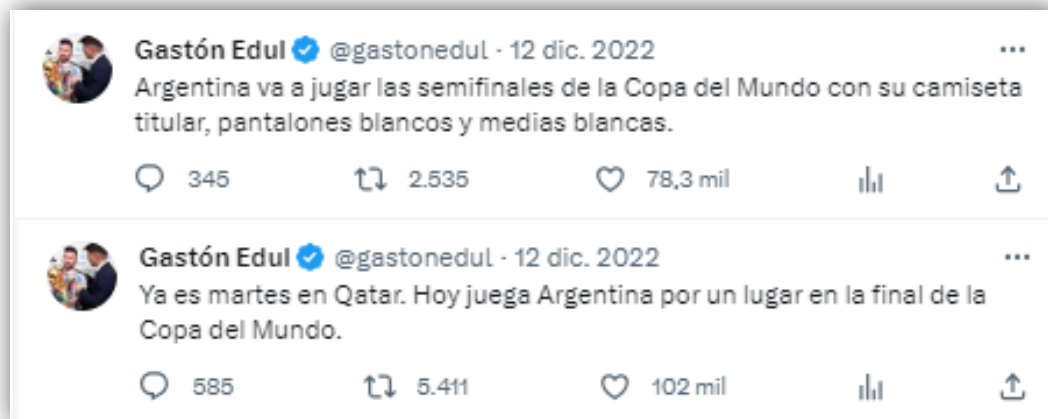 Gastón Edul @gastonedul · 12 dic. 2022
Argentina va a jugar las semifinales de la Copa del Mundo con su camiseta
titular, pantalones blancos y medias blancas.
345 2.535 78,3 mil
Gastón Edul @gastonedul · 12 dic. 2022
Ya es martes en Qatar. Hoy juega Argentina por un lugar en la final de la
Copa del Mundo.
585 5.411 102 mil